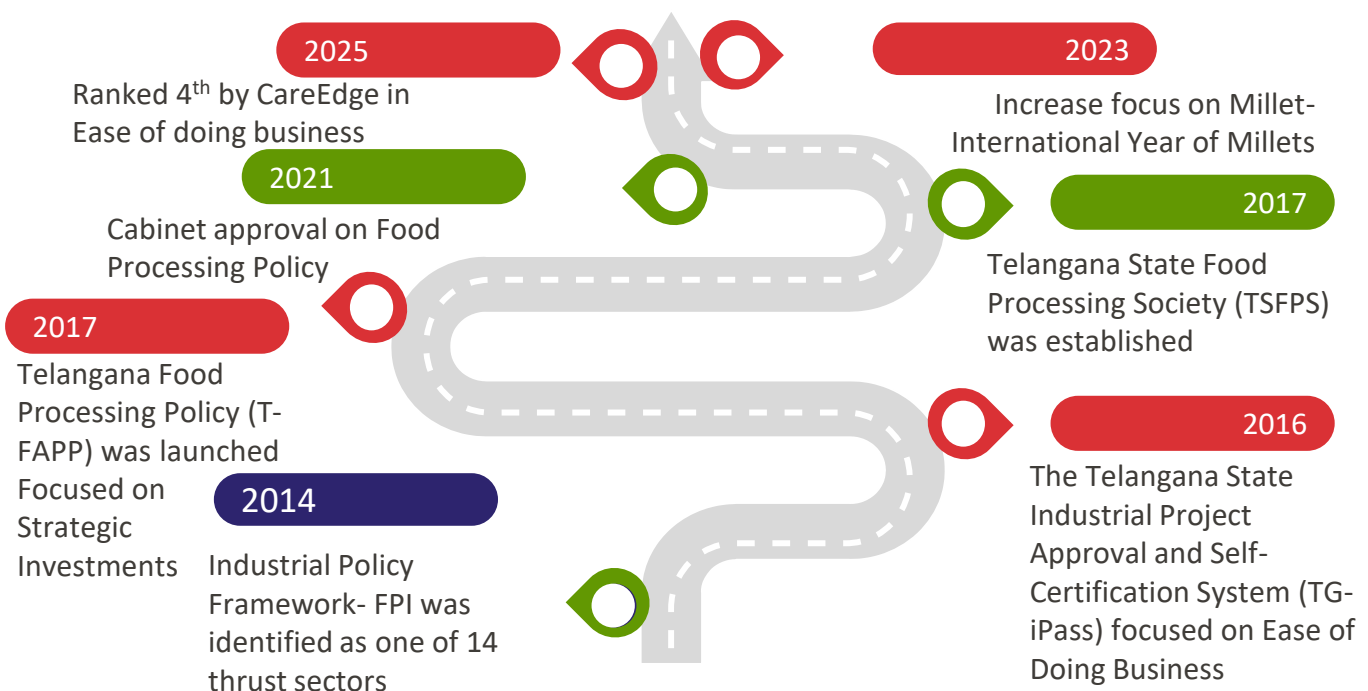 2025
Ranked 4th by CareEdge in
Ease of doing business
2023
Increase focus on Millet-
International Year of Millets
2021
Cabinet approval on Food
Processing Policy
2017
Telangana State Food
Processing Society (TSFPS)
was established
2017
Telangana Food
Processing Policy (T-
FAPP) was launched
Focused on
Strategic
Investments
2016
The Telangana State
Industrial Project
Approval and Self-
Certification System (TG-
iPass) focused on Ease of
Doing Business
2014
Industrial Policy
Framework- FPI was
identified as one of 14
thrust sectors